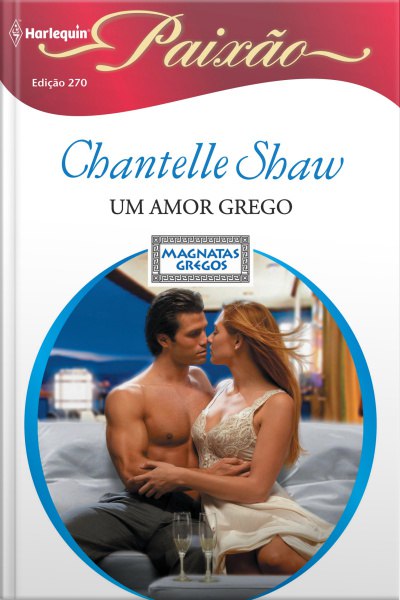 Harlequin
Paixão
Edição 270
Chantelle Shaw
UM AMOR GREGO
MAGNATAS
GREGOS